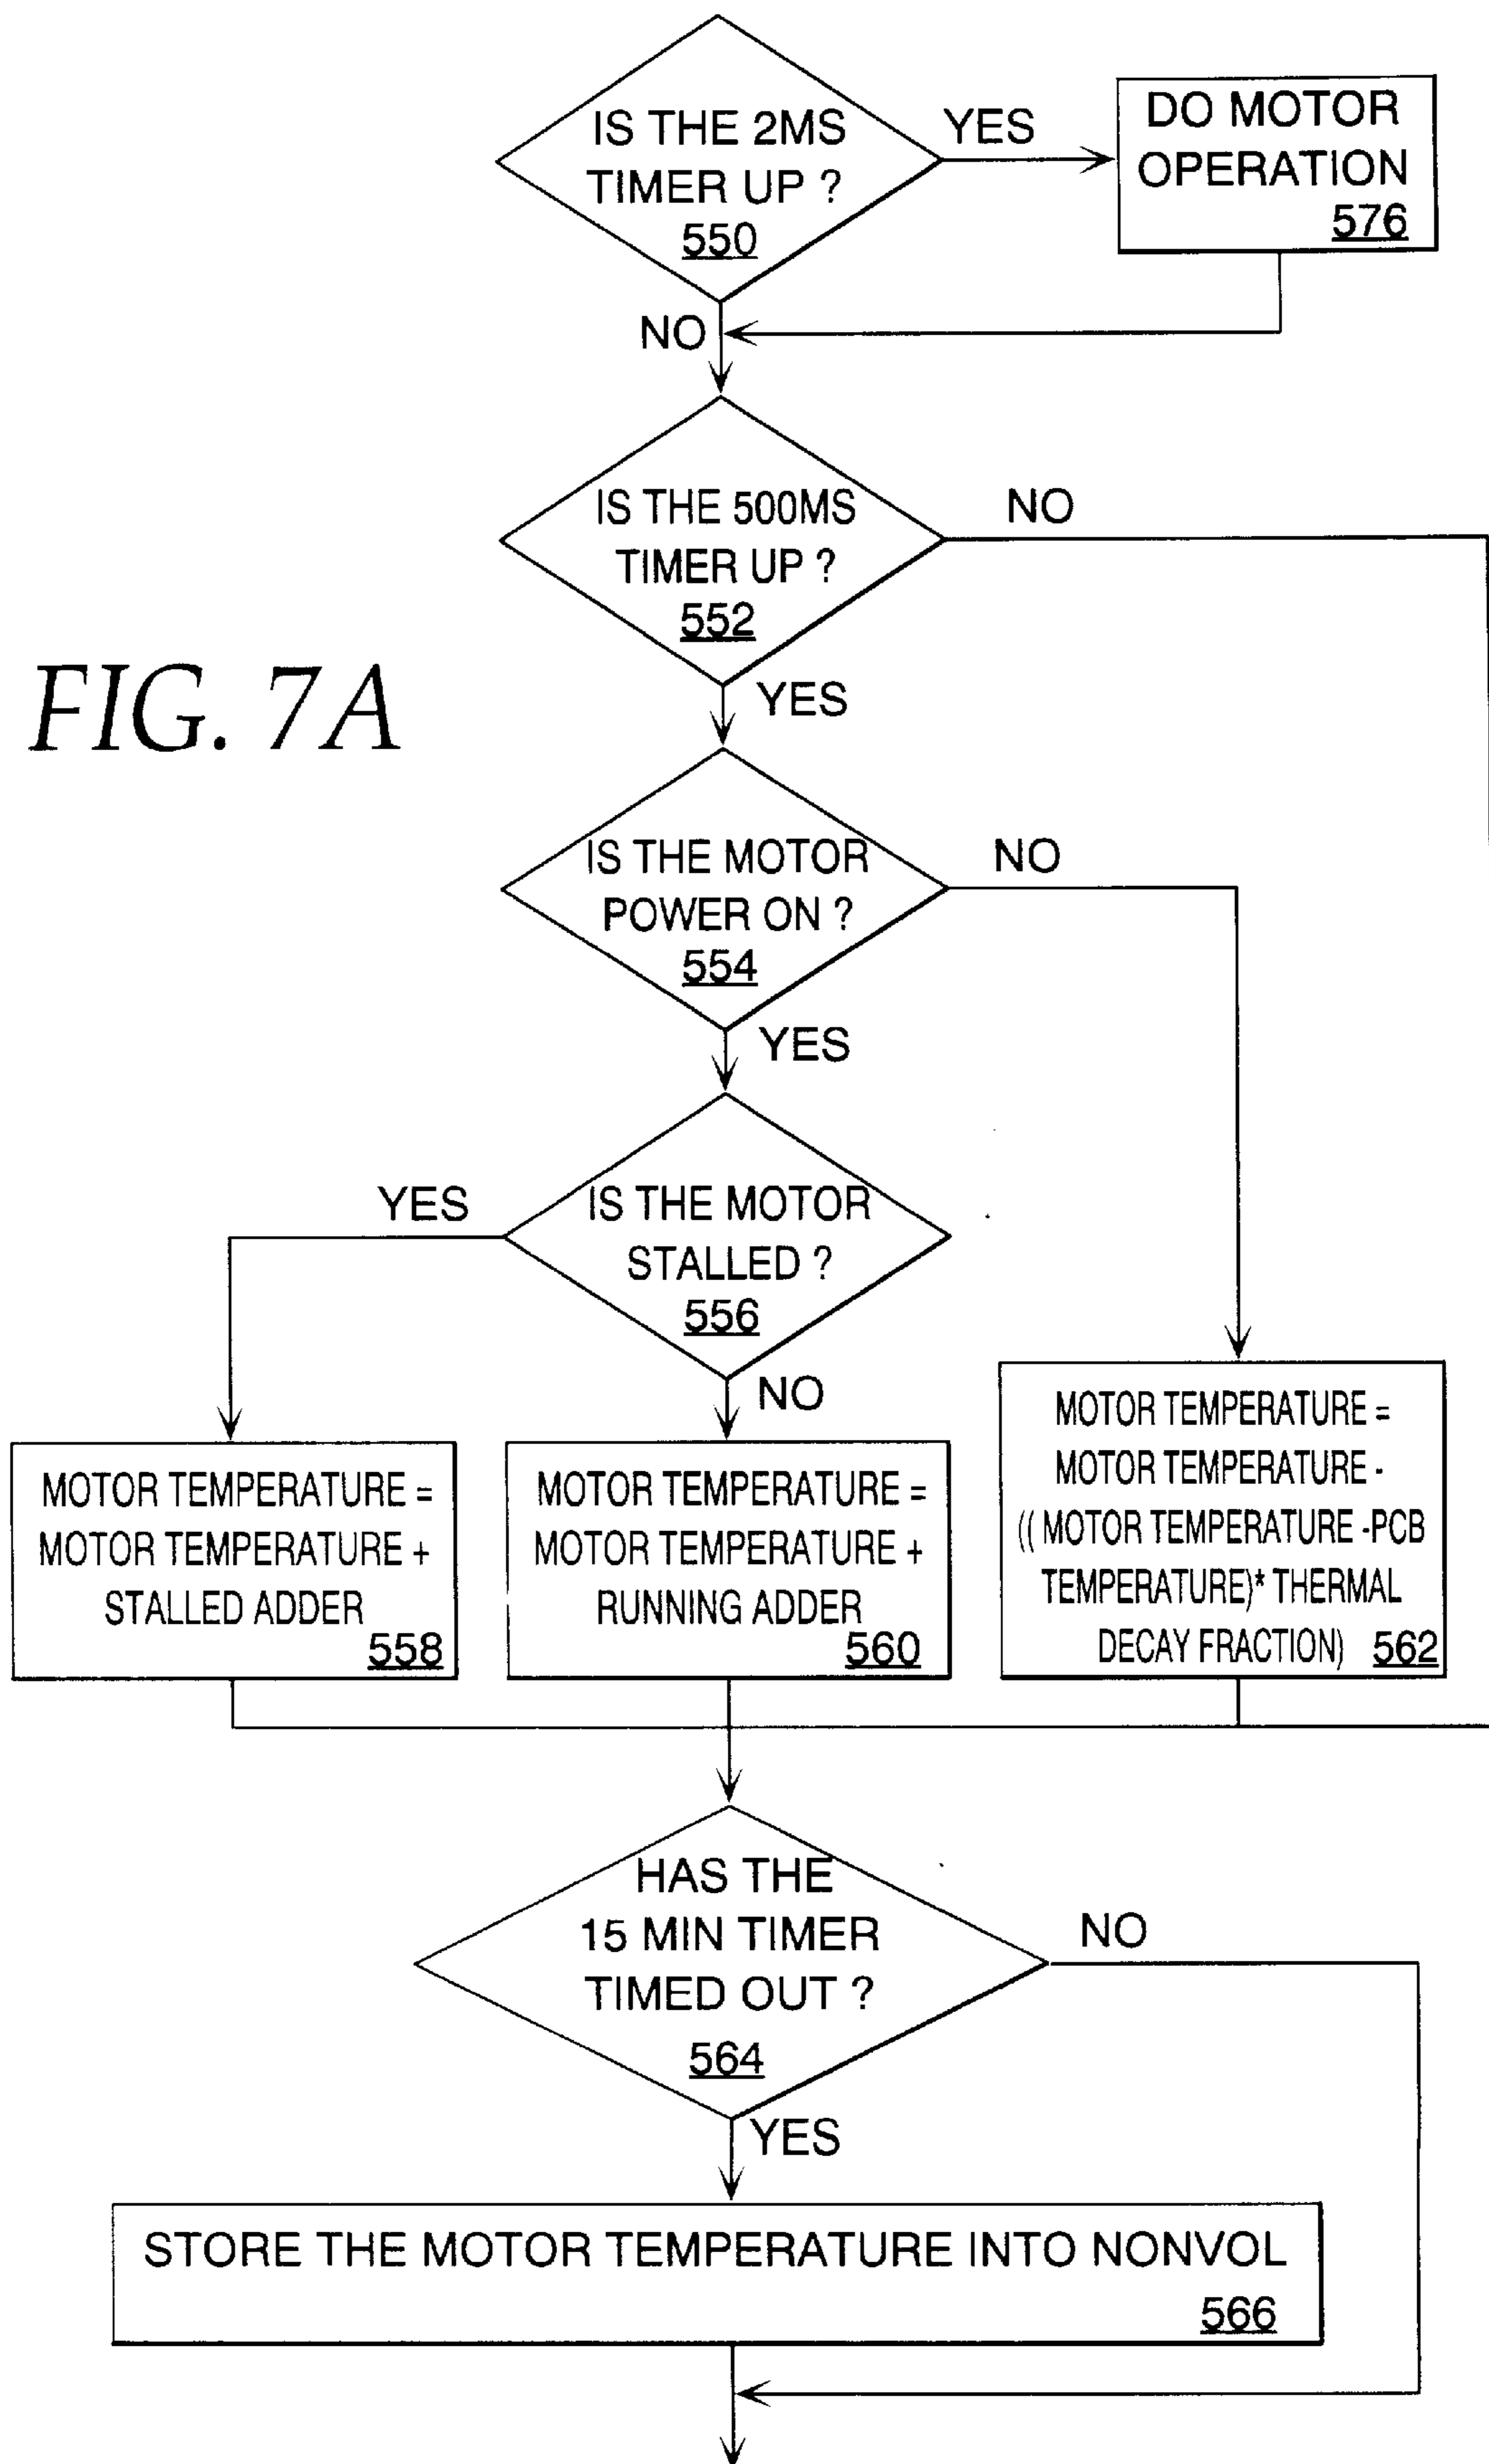 IS THE 2MS
TIMER UP ?
550
YES
DO MOTOR
OPERATION
576
NO
IS THE 500MS
TIMER UP ?
552
NO
YES
FIG. 7A
IS THE MOTOR
POWER ON ?
554
NO
YES
IS THE MOTOR
STALLED ?
556
YES
NO
MOTOR TEMPERATURE =
MOTOR TEMPERATURE +
STALLED ADDER
558
MOTOR TEMPERATURE =
MOTOR TEMPERATURE +
RUNNING ADDER
560
MOTOR TEMPERATURE =
MOTOR TEMPERATURE -
(( MOTOR TEMPERATURE -PCB
TEMPERATURE)* THERMAL
DECAY FRACTION) 562
HAS THE
15 MIN TIMER
TIMED OUT ?
564
NO
YES
STORE THE MOTOR TEMPERATURE INTO NONVOL
566